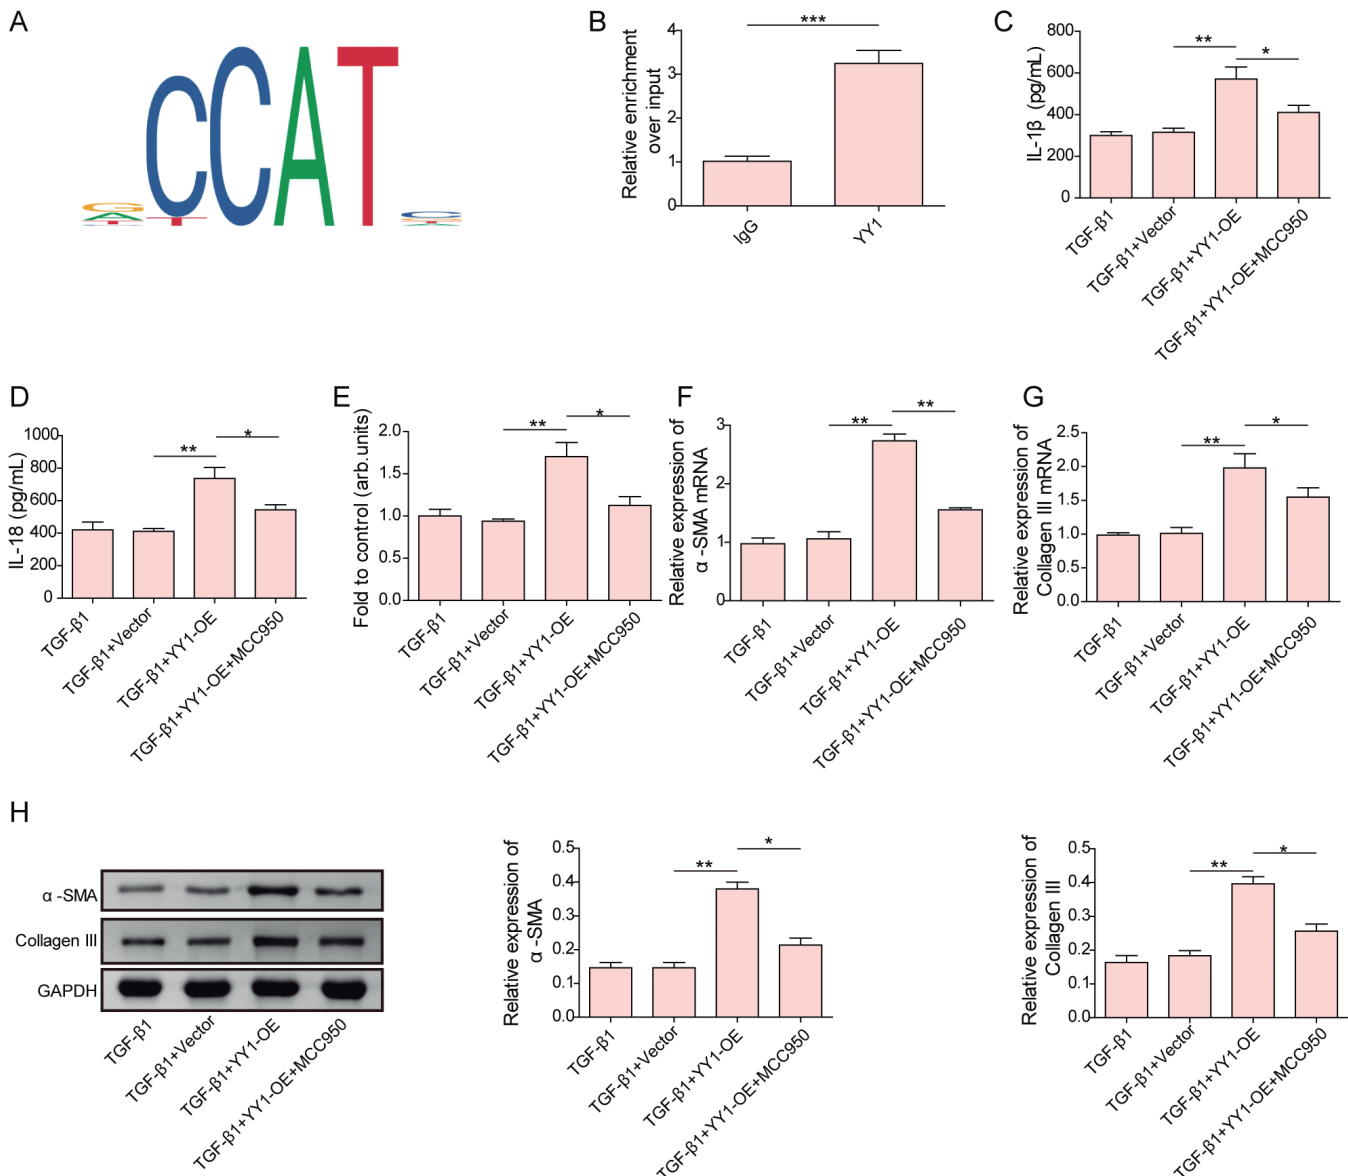 A
CCAT
B
Relative enrichment
over input
4
3
2
1
0
***
IgG
YY1
C
IL-1β (pg/mL)
800
600
400
200
0
**
*
TGF-β1
TGF-β1+Vector
TGF-β1+YY1-OE
TGF-β1+YY1-OE+MCC950
D
IL-18 (pg/mL)
1000
800
600
400
200
0
**
*
TGF-β1
TGF-β1+Vector
TGF-β1+YY1-OE
TGF-β1+YY1-OE+MCC950
E
Fold to control (arb.units)
2.0
1.5
1.0
0.5
0.0
**
*
TGF-β1
TGF-β1+Vector
TGF-β1+YY1-OE
TGF-β1+YY1-OE+MCC950
F
Relative expression of
α -SMA mRNA
3
2
1
0
**
**
TGF-β1
TGF-β1+Vector
TGF-β1+YY1-OE
TGF-β1+YY1-OE+MCC950
G
Relative expression of
Collagen III mRNA
2.5
2.0
1.5
1.0
0.5
0.0
**
*
TGF-β1
TGF-β1+Vector
TGF-β1+YY1-OE
TGF-β1+YY1-OE+MCC950
H
α -SMA
Collagen III
GAPDH
TGF-β1
TGF-β1+Vector
TGF-β1+YY1-OE
TGF-β1+YY1-OE+MCC950
Relative expression of
α -SMA
0.5
0.4
0.3
0.2
0.1
0.0
**
*
TGF-β1
TGF-β1+Vector
TGF-β1+YY1-OE
TGF-β1+YY1-OE+MCC950
Relative expression of
Collagen III
0.5
0.4
0.3
0.2
0.1
0.0
**
*
TGF-β1
TGF-β1+Vector
TGF-β1+YY1-OE
TGF-β1+YY1-OE+MCC950